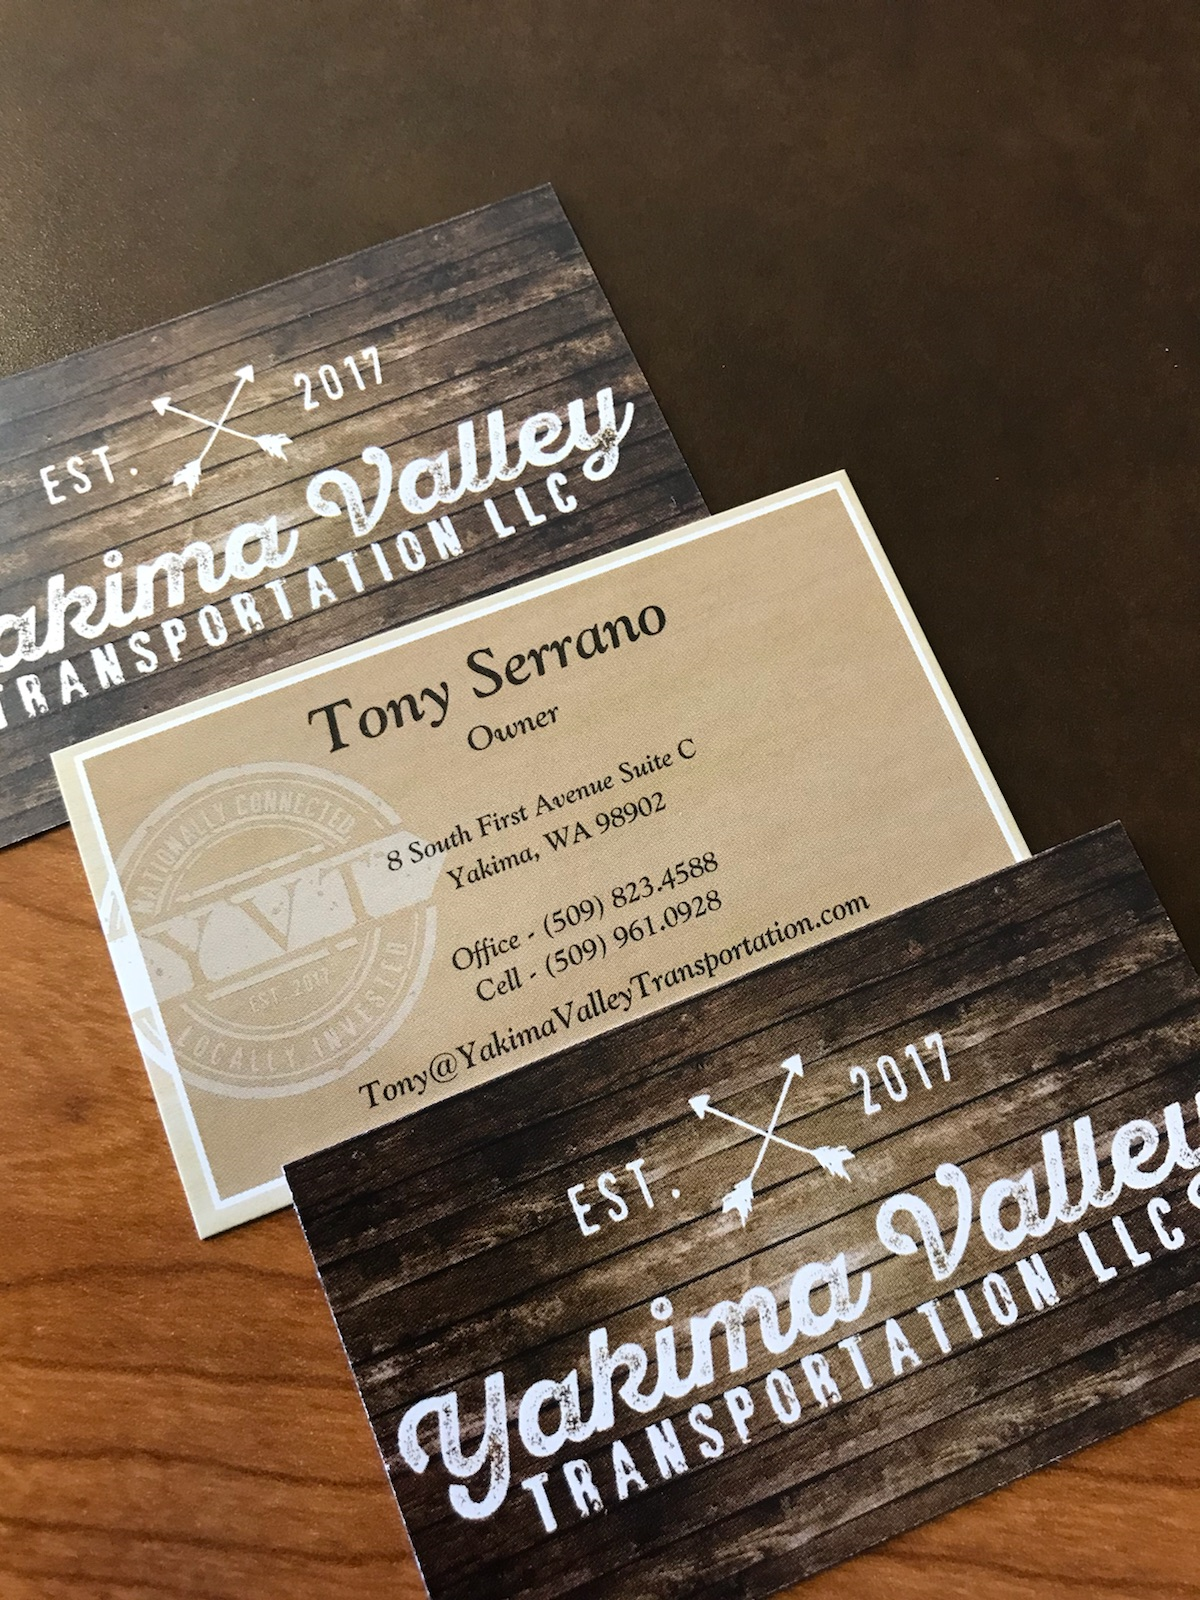 EST. 2017
akima Valley
TRANSPORTATION LLC
Tony Serrano
Owner
8 South First Avenue Suite C
Yakima, WA 98902
Office - (509) 823.4588
Cell - (509) 961.0928
Tony@YakimaValleyTransportation.com
NATIONALLY CONNECTED
YVT
EST. 2017
LOCALLY INVESTED
EST. 2017
Yakima Valley
TRANSPORTATION LLC